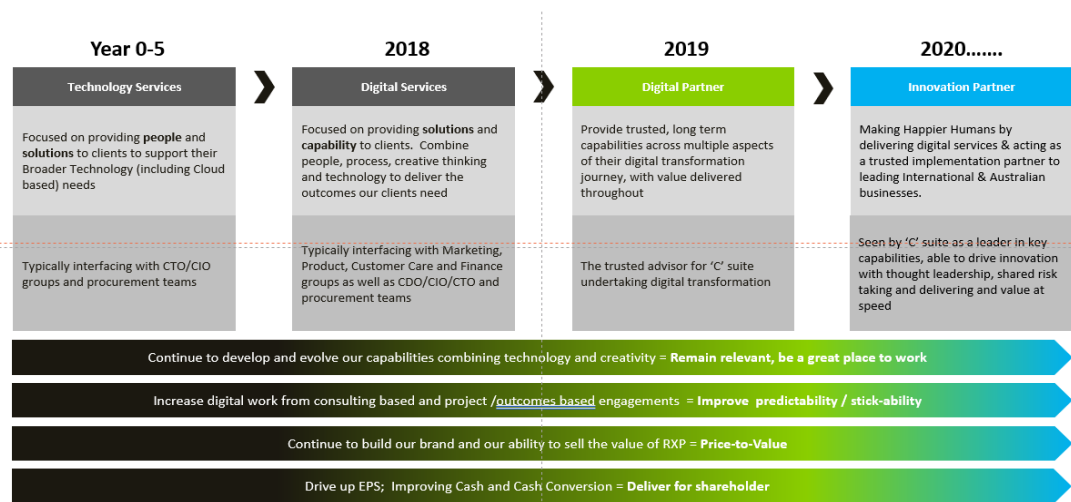 Year 0-5
2018
2019
2020.......
Technology Services
Digital Services
Digital Partner
Innovation Partner
Focused on providing people and
solutions to clients to support their
Broader Technology (including Cloud
based) needs
Focused on providing solutions and
capability to clients.  Combine
people, process, creative thinking
and technology to deliver the
outcomes our clients need
Provide trusted, long term
capabilities across multiple aspects
of their digital transformation
journey, with value delivered
throughout
Making Happier Humans by
delivering digital services & acting as
a trusted implementation partner to
leading International & Australian
businesses.
Typically interfacing with CTO/CIO
groups and procurement teams
Typically interfacing with Marketing,
Product, Customer Care and Finance
groups as well as CDO/CIO/CTO and
procurement teams
The trusted advisor for ‘C’ suite
undertaking digital transformation
Seen by ‘C’ suite as a leader in key
capabilities, able to drive innovation
with thought leadership, shared risk
taking and delivering and value at
speed
Continue to develop and evolve our capabilities combining technology and creativity = Remain relevant, be a great place to work
Increase digital work from consulting based and project /outcomes based engagements  = Improve  predictability / stick-ability
Continue to build our brand and our ability to sell the value of RXP = Price-to-Value
Drive up EPS;  Improving Cash and Cash Conversion = Deliver for shareholder